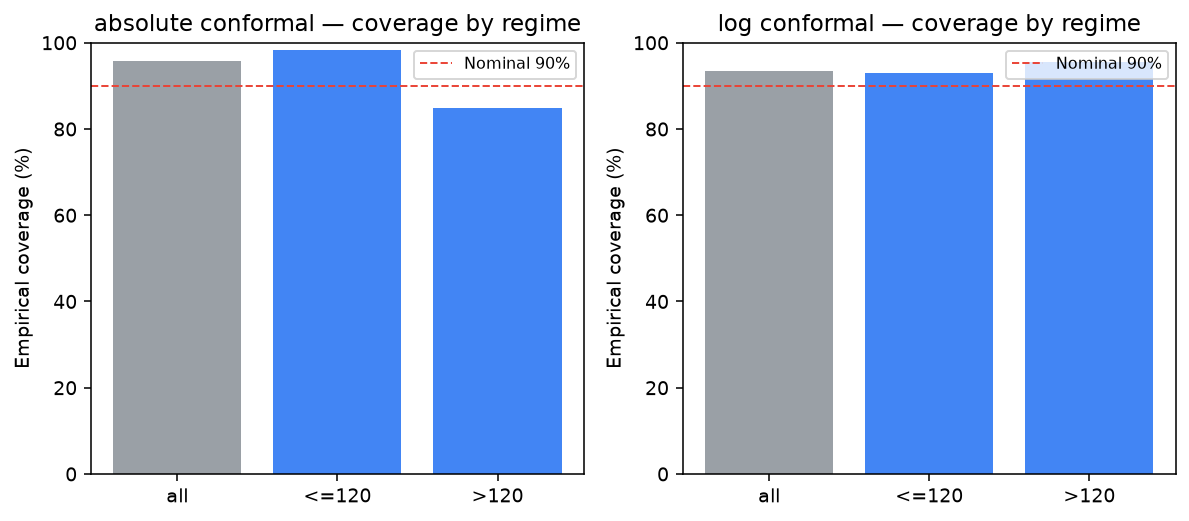 absolute conformal — coverage by regime
Empirical coverage (%)
100
80
60
40
20
0
Nominal 90%
all
<=120
>120
log conformal — coverage by regime
Empirical coverage (%)
100
80
60
40
20
0
Nominal 90%
all
<=120
>120